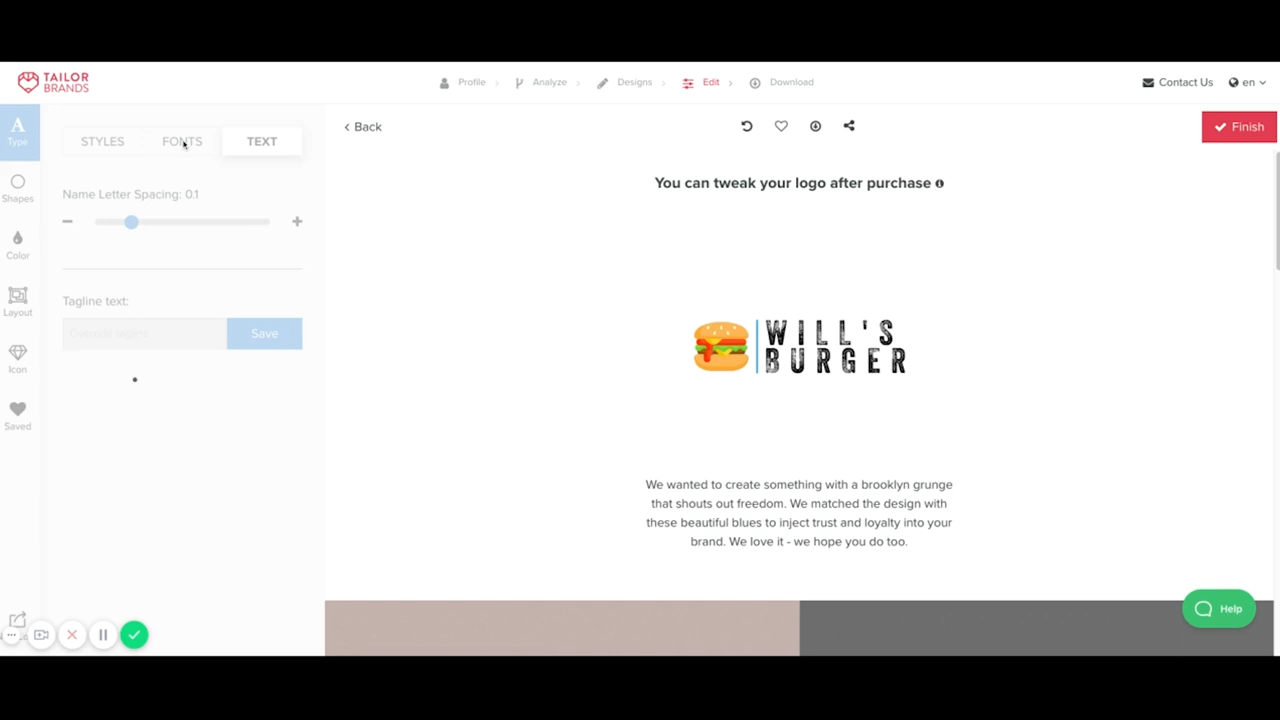 TAILOR
BRANDS
Profile
Analyze
Designs
Edit
Download
Contact Us
en
Type
Shapes
Color
Layout
Icon
Saved
STYLES
FONTS
TEXT
Name Letter Spacing: 0.1
Tagline text:
Save
Back
Finish
You can tweak your logo after purchase
WILL'S
BURGER
We wanted to create something with a brooklyn grunge
that shouts out freedom. We matched the design with
these beautiful blues to inject trust and loyalty into your
brand. We love it - we hope you do too.
Help